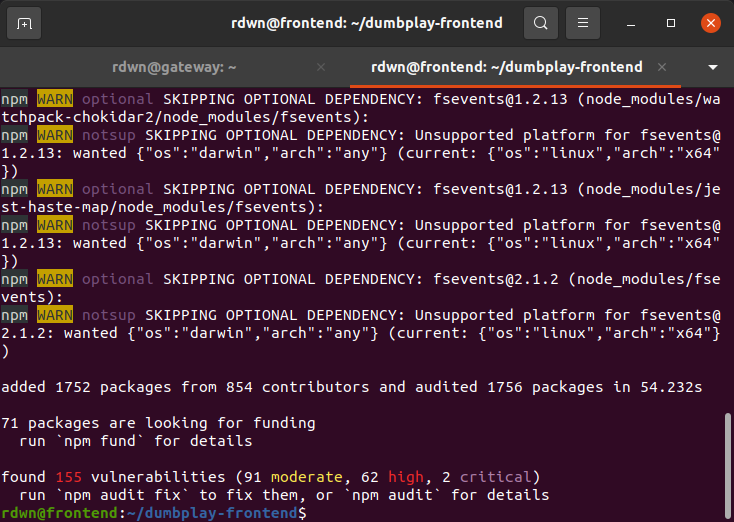 rdwn@frontend: ~/dumbplay-frontend
rdwn@gateway: ~
rdwn@frontend: ~/dumbplay-frontend
npm WARN optional SKIPPING OPTIONAL DEPENDENCY: fsevents@1.2.13 (node_modules/wa
tchpack-chokidar2/node_modules/fsevents):
npm WARN notsup SKIPPING OPTIONAL DEPENDENCY: Unsupported platform for fsevents@
1.2.13: wanted {"os":"darwin","arch":"any"} (current: {"os":"linux","arch":"x64"
})
npm WARN optional SKIPPING OPTIONAL DEPENDENCY: fsevents@1.2.13 (node_modules/je
st-haste-map/node_modules/fsevents):
npm WARN notsup SKIPPING OPTIONAL DEPENDENCY: Unsupported platform for fsevents@
1.2.13: wanted {"os":"darwin","arch":"any"} (current: {"os":"linux","arch":"x64"
})
npm WARN optional SKIPPING OPTIONAL DEPENDENCY: fsevents@2.1.2 (node_modules/fse
vents):
npm WARN notsup SKIPPING OPTIONAL DEPENDENCY: Unsupported platform for fsevents@
2.1.2: wanted {"os":"darwin","arch":"any"} (current: {"os":"linux","arch":"x64"}
)
added 1752 packages from 854 contributors and audited 1756 packages in 54.232s
71 packages are looking for funding
  run `npm fund` for details
found 155 vulnerabilities (91 moderate, 62 high, 2 critical)
  run `npm audit fix` to fix them, or `npm audit` for details
rdwn@frontend:~/dumbplay-frontend$